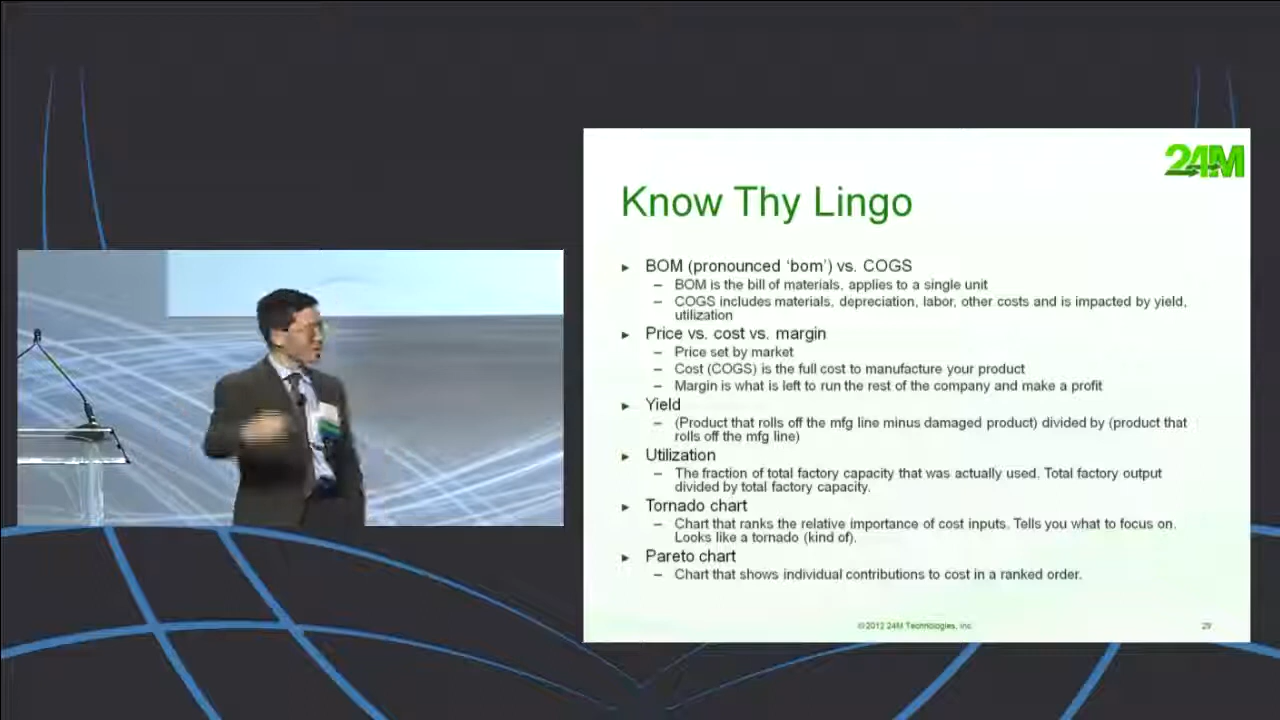 24M
Know Thy Lingo
► BOM (pronounced ‘bom’) vs. COGS
– BOM is the bill of materials, applies to a single unit
– COGS includes materials, depreciation, labor, other costs and is impacted by yield,
utilization
► Price vs. cost vs. margin
– Price set by market
– Cost (COGS) is the full cost to manufacture your product
– Margin is what is left to run the rest of the company and make a profit
► Yield
– (Product that rolls off the mfg line minus damaged product) divided by (product that
rolls off the mfg line)
► Utilization
– The fraction of total factory capacity that was actually used. Total factory output
divided by total factory capacity.
► Tornado chart
– Chart that ranks the relative importance of cost inputs. Tells you what to focus on.
Looks like a tornado (kind of).
► Pareto chart
– Chart that shows individual contributions to cost in a ranked order.
© 2012 24M Technologies, Inc.